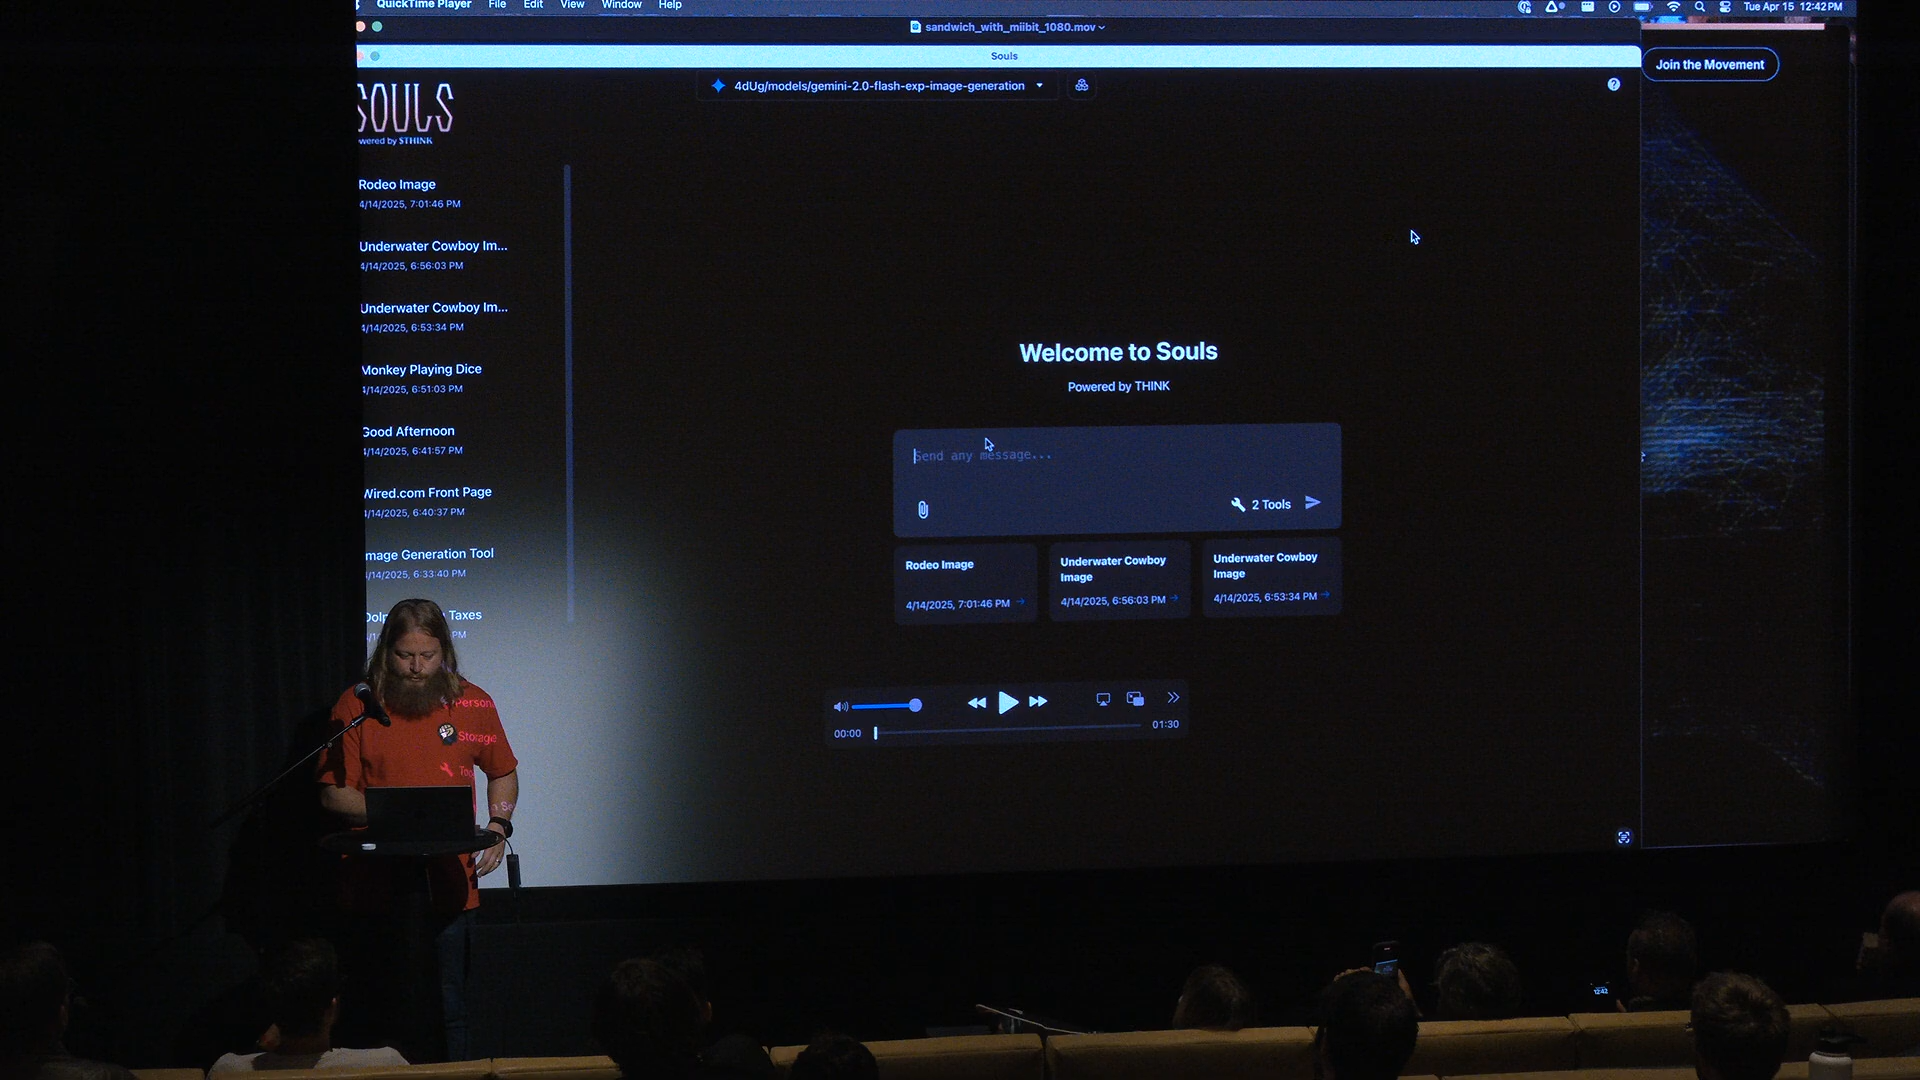 QuickTime Player File Edit View Window Help
Tue Apr 15 12:42 PM
sandwich_with_miibit_1080.mov
Souls
Join the Movement
SOULS
wered by $THINK
4dUg/models/gemini-2.0-flash-exp-image-generation
Rodeo Image
4/14/2025, 7:01:46 PM
Underwater Cowboy Im...
4/14/2025, 6:56:03 PM
Underwater Cowboy Im...
4/14/2025, 6:53:34 PM
Monkey Playing Dice
4/14/2025, 6:51:03 PM
Good Afternoon
4/14/2025, 6:41:57 PM
Wired.com Front Page
4/14/2025, 6:40:37 PM
mage Generation Tool
/14/2025, 6:33:40 PM
Taxes
PM
Welcome to Souls
Powered by THINK
Send any message...
2 Tools
Rodeo Image
4/14/2025, 7:01:46 PM
Underwater Cowboy
Image
4/14/2025, 6:56:03 PM
Underwater Cowboy
Image
4/14/2025, 6:53:34 PM
00:00
01:30
Person
Storage
12:42